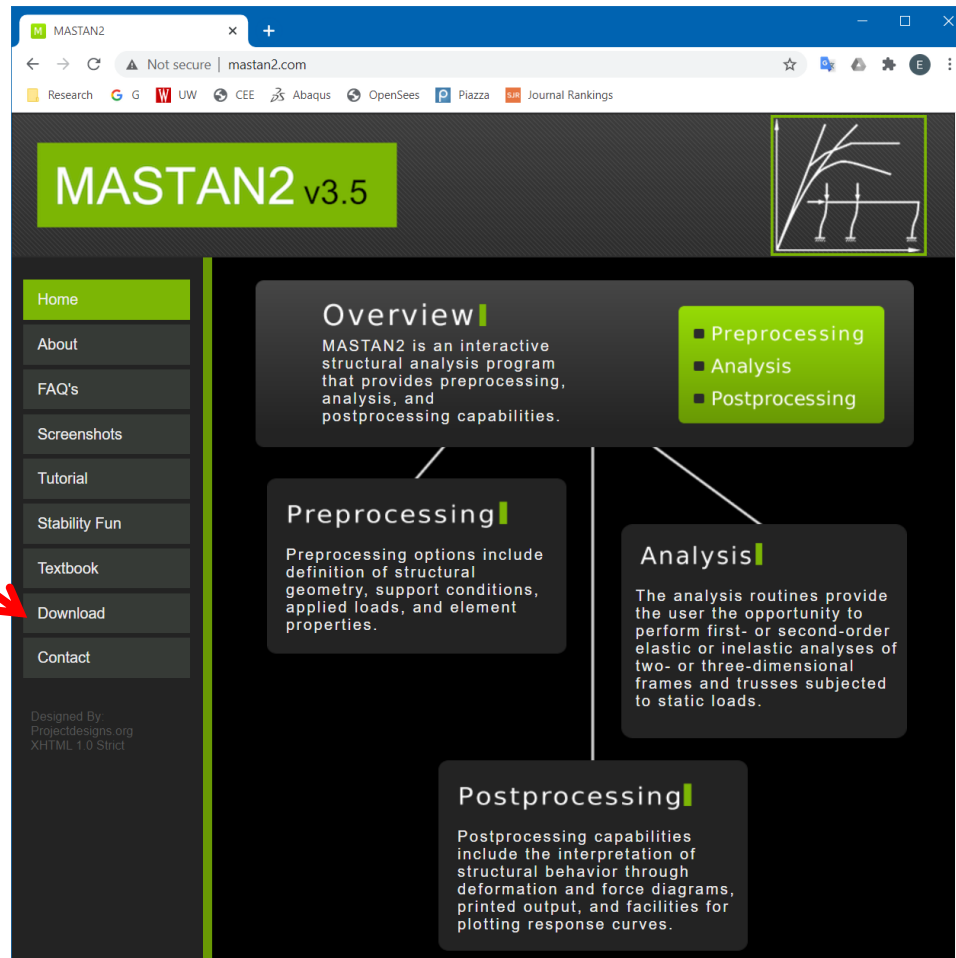 MASTAN2
Not secure | mastan2.com
E
Research G UW CEE Abaqus OpenSees Piazza SJR Journal Rankings
MASTAN2 v3.5
Home
About
FAQ's
Screenshots
Tutorial
Stability Fun
Textbook
Download
Contact
Designed By:
Projectdesigns.org
XHTML 1.0 Strict
Overview
MASTAN2 is an interactive
structural analysis program
that provides preprocessing,
analysis, and
postprocessing capabilities.
Preprocessing
Analysis
Postprocessing
Preprocessing
Preprocessing options include
definition of structural
geometry, support conditions,
applied loads, and element
properties.
Analysis
The analysis routines provide
the user the opportunity to
perform first- or second-order
elastic or inelastic analyses of
two- or three-dimensional
frames and trusses subjected
to static loads.
Postprocessing
Postprocessing capabilities
include the interpretation of
structural behavior through
deformation and force diagrams,
printed output, and facilities for
plotting response curves.